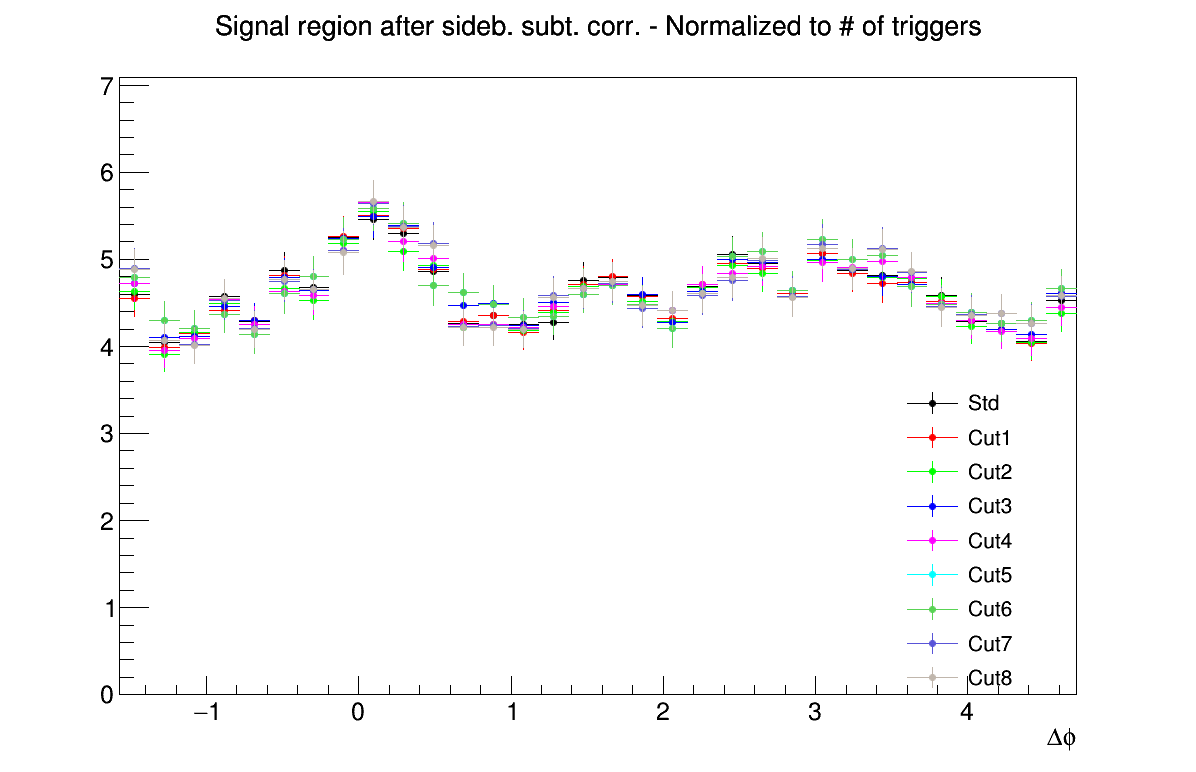 Signal region after sideb. subt. corr. - Normalized to # of triggers
7
6
5
4
3
2
1
0
−1 0 1 2 3 4
Δϕ
Std
Cut1
Cut2
Cut3
Cut4
Cut5
Cut6
Cut7
Cut8